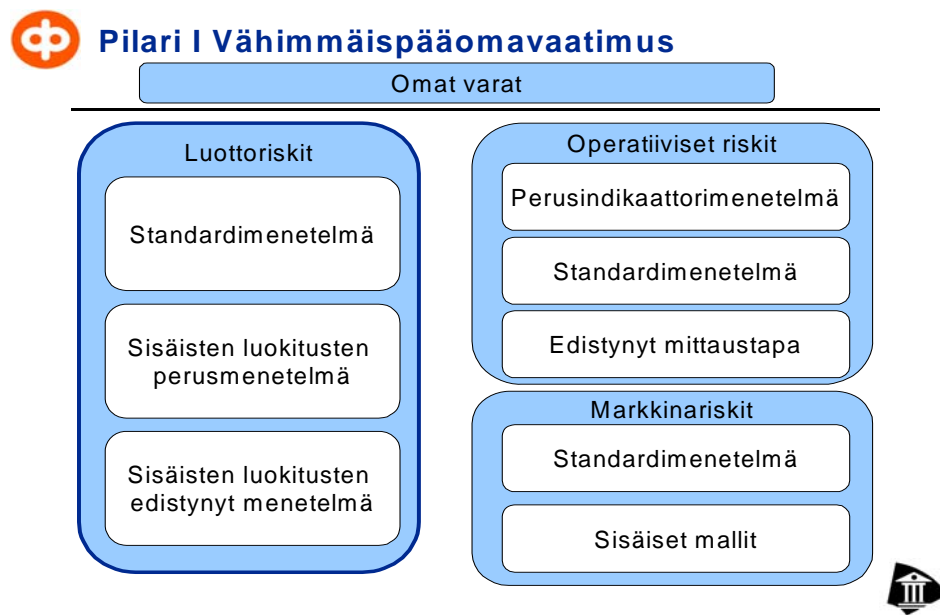 Pilari I Vähimmäispääomavaatimus
Omat varat
Luottoriskit
Standardimenetelmä
Sisäisten luokitusten
perusmenetelmä
Sisäisten luokitusten
edistynyt menetelmä
Operatiiviset riskit
Perusindikaattorimenetelmä
Standardimenetelmä
Edistynyt mittaustapa
Markkinariskit
Standardimenetelmä
Sisäiset mallit